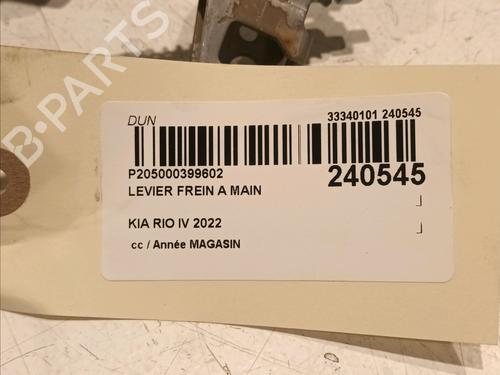 DUN
33340101 240545
P205000399602
240545
LEVIER FREIN A MAIN
KIA RIO IV 2022
cc / Année MAGASIN
B-PARTS